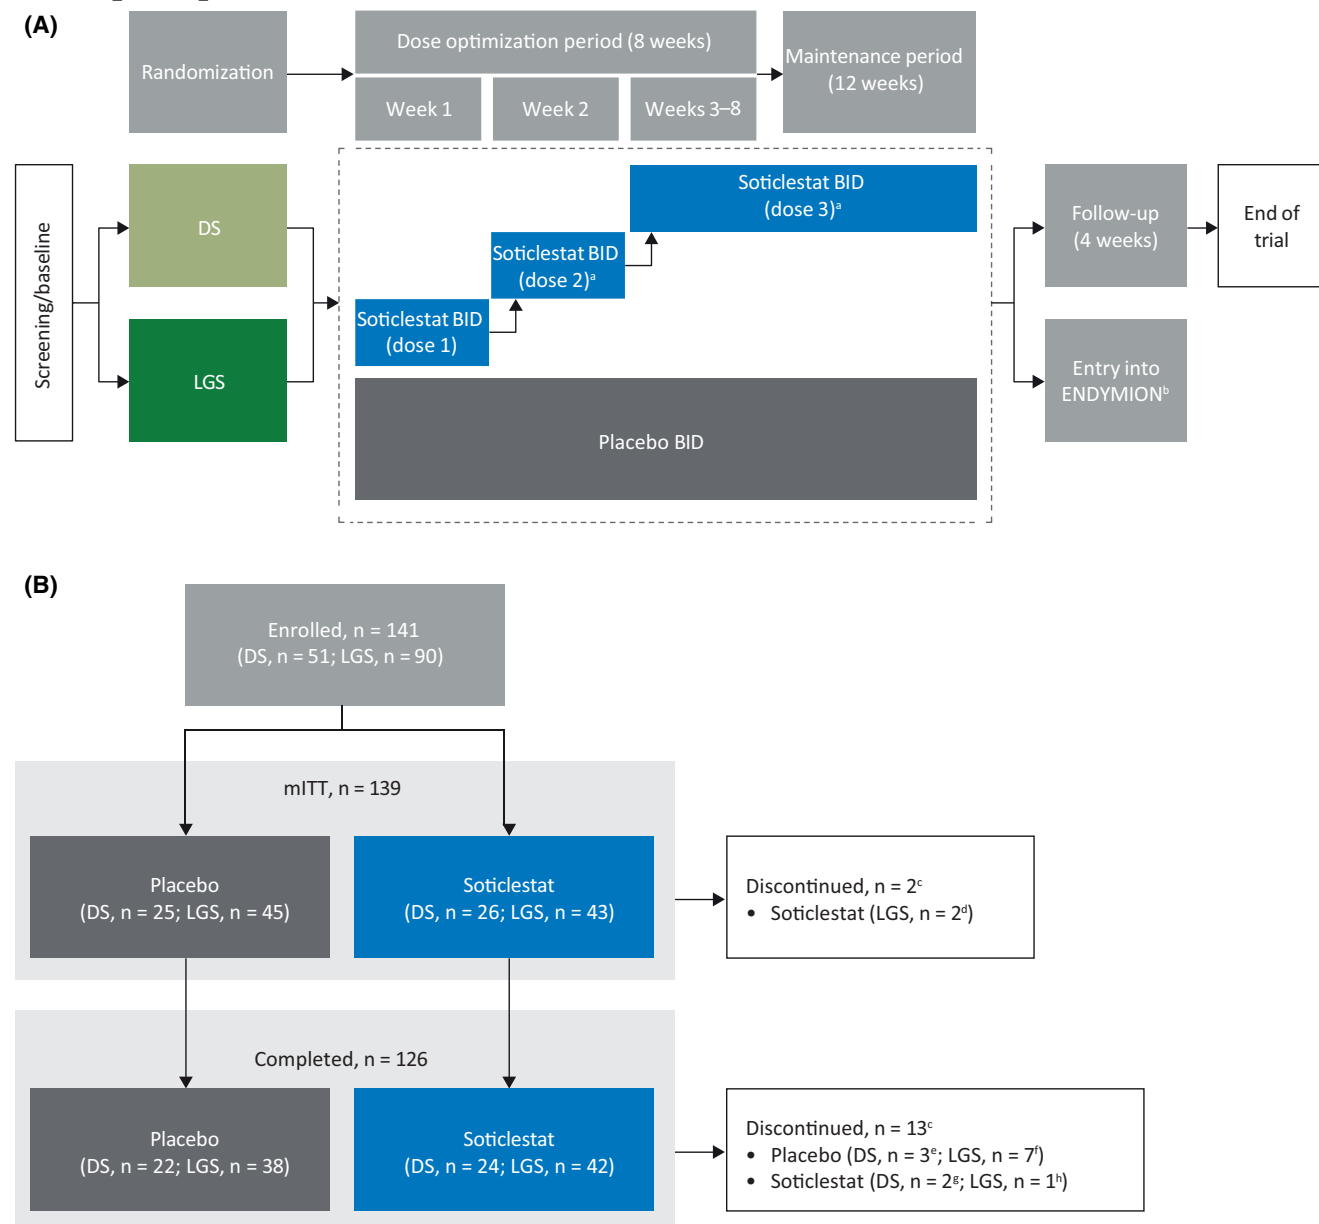 (A)
Randomization
Dose optimization period (8 weeks)
Week 1
Week 2
Weeks 3–8
Maintenance period
(12 weeks)
Screening/baseline
DS
LGS
Soticlestat BID
(dose 1)
Soticlestat BID
(dose 2)ᵃ
Soticlestat BID
(dose 3)ᵃ
Placebo BID
Follow-up
(4 weeks)
End of
trial
Entry into
ENDYMIONᵇ
(B)
Enrolled, n = 141
(DS, n = 51; LGS, n = 90)
mITT, n = 139
Placebo
(DS, n = 25; LGS, n = 45)
Soticlestat
(DS, n = 26; LGS, n = 43)
Discontinued, n = 2ᶜ
• Soticlestat (LGS, n = 2ᵈ)
Completed, n = 126
Placebo
(DS, n = 22; LGS, n = 38)
Soticlestat
(DS, n = 24; LGS, n = 42)
Discontinued, n = 13ᶜ
• Placebo (DS, n = 3ᵉ; LGS, n = 7ᶠ)
• Soticlestat (DS, n = 2ᵍ; LGS, n = 1ʰ)